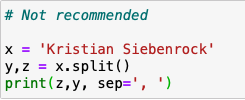 # Not recommended
x = 'Kristian Siebenrock'
y,z = x.split()
print(z,y, sep=', ')